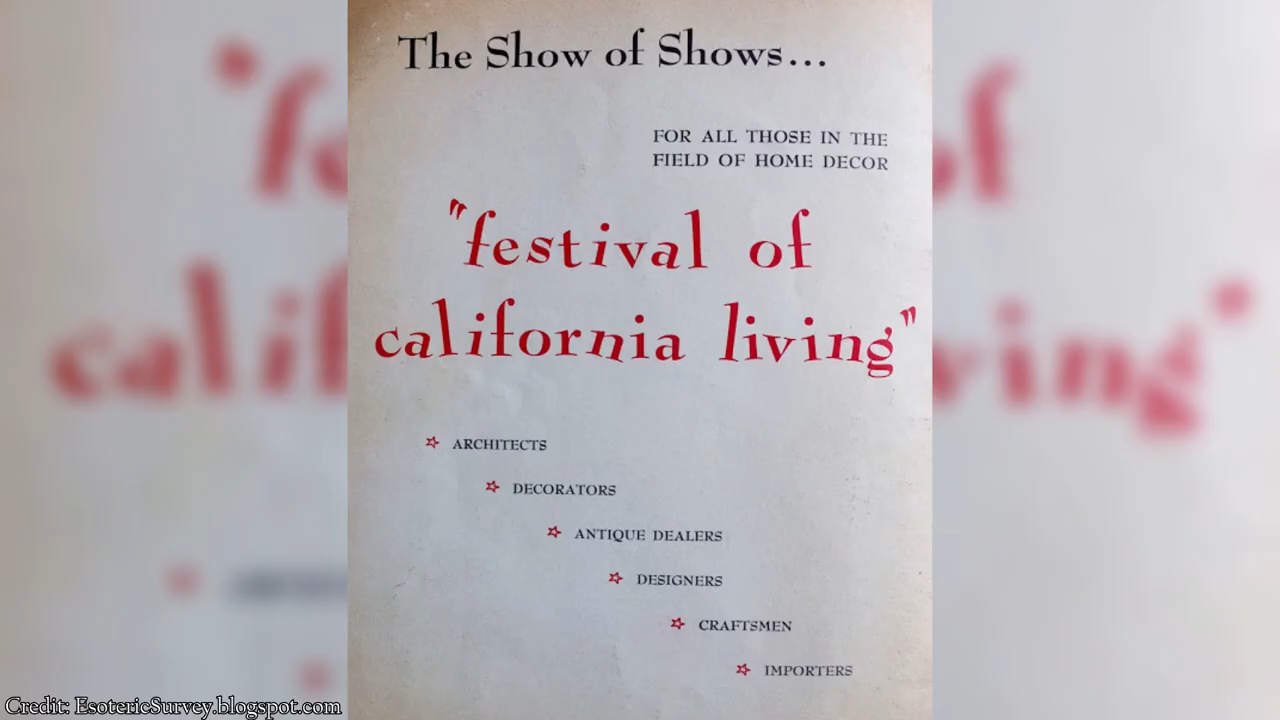 The Show of Shows...
FOR ALL THOSE IN THE
FIELD OF HOME DECOR
"festival of
california living"
ARCHITECTS
DECORATORS
ANTIQUE DEALERS
DESIGNERS
CRAFTSMEN
IMPORTERS
Credit: EsotericSurvey.blogspot.com